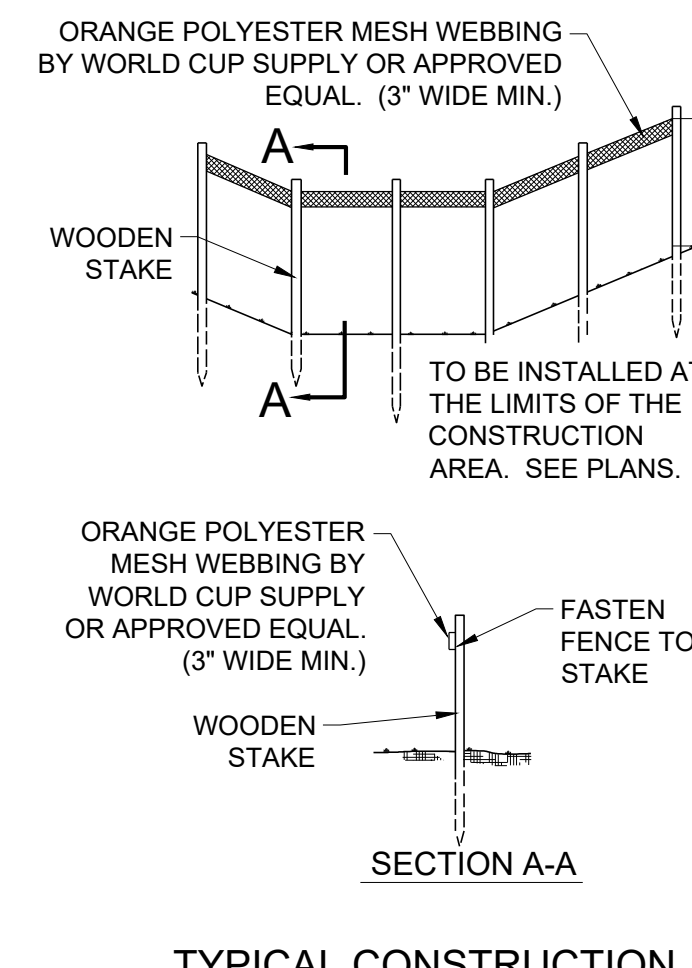 ORANGE POLYESTER MESH WEBBING
BY WORLD CUP SUPPLY OR APPROVED
EQUAL. (3" WIDE MIN.)
A
WOODEN
STAKE
A
TO BE INSTALLED AT
THE LIMITS OF THE
CONSTRUCTION
AREA. SEE PLANS.
ORANGE POLYESTER
MESH WEBBING BY
WORLD CUP SUPPLY
OR APPROVED EQUAL.
(3" WIDE MIN.)
FASTEN
FENCE TO
STAKE
WOODEN
STAKE
SECTION A-A
TYPICAL CONSTRUCTION